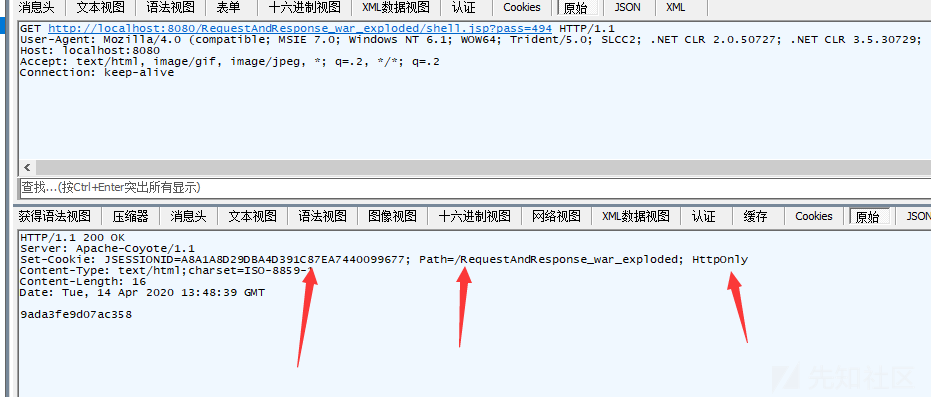 消息头 文本视图 语法视图 表单 十六进制视图 XML数据视图 认证 Cookies 原始 JSON XML
GET http://localhost:8080/RequestAndResponse_war_exploded/shell.jsp?pass=494 HTTP/1.1
User-Agent: Mozilla/4.0 (compatible; MSIE 7.0; Windows NT 6.1; WOW64; Trident/5.0; SLCC2; .NET CLR 2.0.50727; .NET CLR 3.5.30729;
Host: localhost:8080
Accept: text/html, image/gif, image/jpeg, *; q=.2, */*; q=.2
Connection: keep-alive
查找...(按Ctrl+Enter突出所有显示)
获得语法视图 压缩器 消息头 文本视图 语法视图 图像视图 十六进制视图 网络视图 XML数据视图 认证 缓存 Cookies 原始 JSON
HTTP/1.1 200 OK
Server: Apache-Coyote/1.1
Set-Cookie: JSESSIONID=A8A1A8D29DBA4D391C87EA7440099677; Path=/RequestAndResponse_war_exploded; HttpOnly
Content-Type: text/html;charset=ISO-8859-1
Content-Length: 16
Date: Tue, 14 Apr 2020 13:48:39 GMT
9ada3fe9d07ac358
先知社区